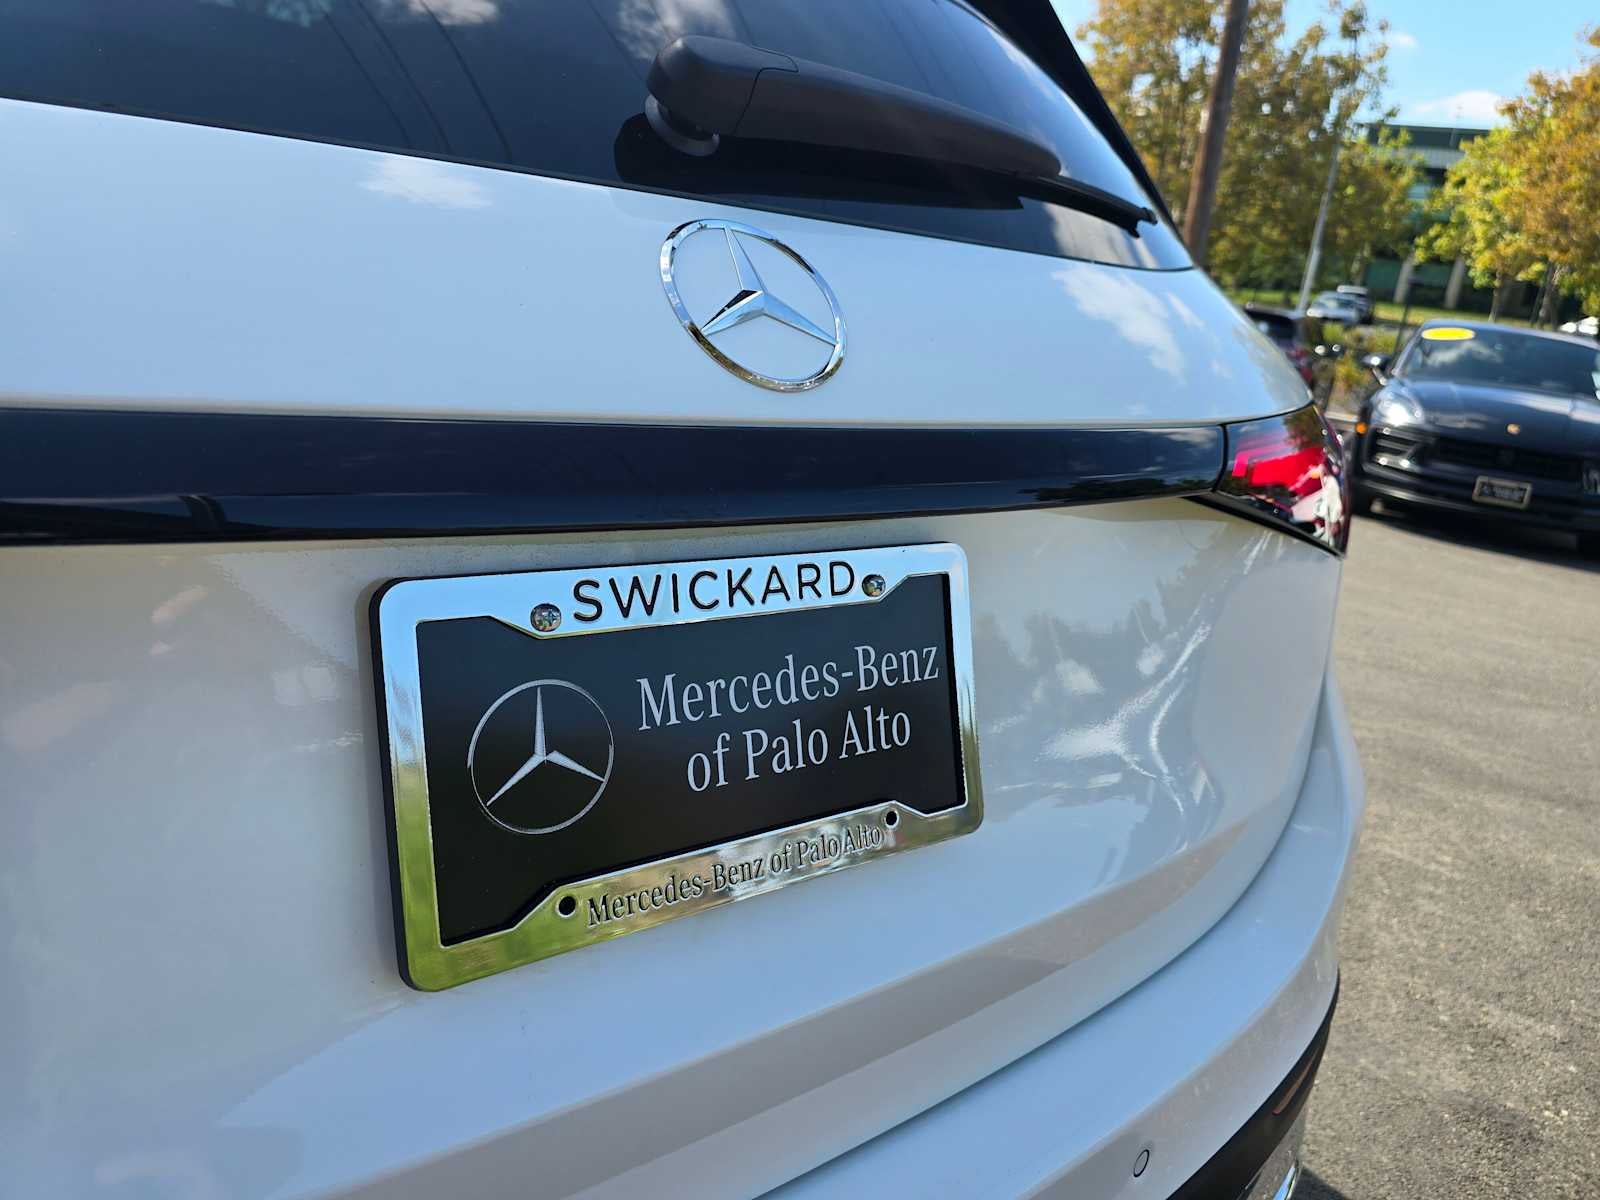 SWICKARD
Mercedes-Benz
of Palo Alto
Mercedes-Benz of Palo Alto